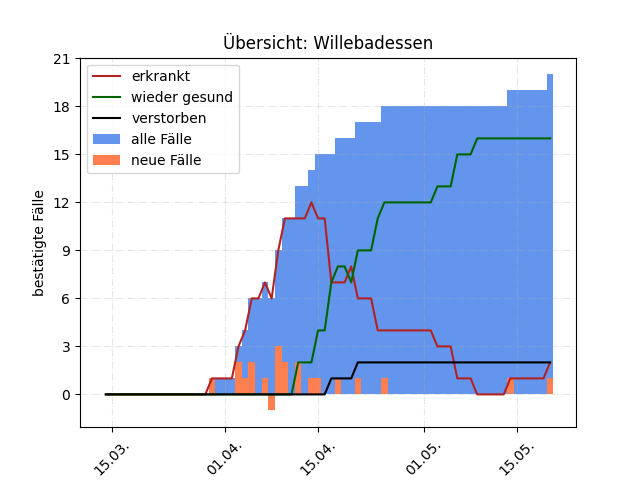 Übersicht: Willebadessen
erkrankt
wieder gesund
verstorben
alle Fälle
neue Fälle
bestätigte Fälle
21
18
15
12
9
6
3
0
15.03.
01.04.
15.04.
01.05.
15.05.